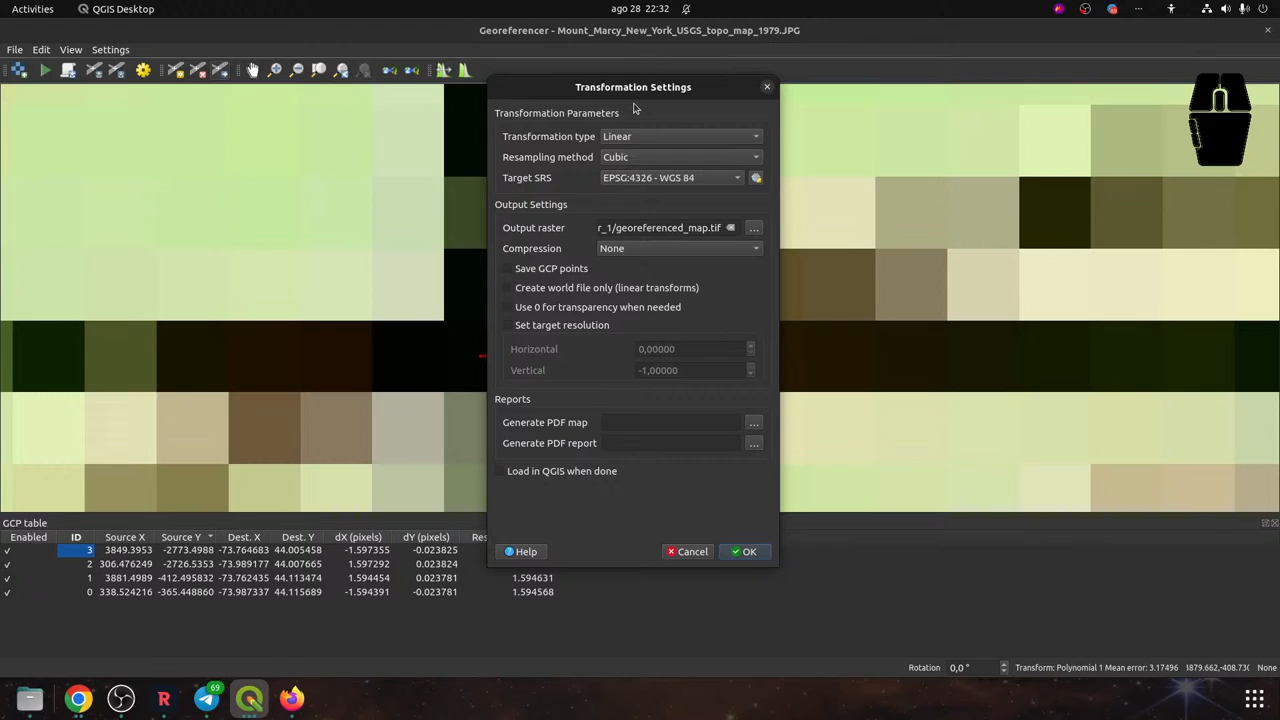 Activities QGIS Desktop ago 28 22:32
Georeferencer - Mount_Marcy_New_York_USGS_topo_map_1979.JPG
File Edit View Settings
Transformation Settings
Transformation Parameters
Transformation type Linear
Resampling method Cubic
Target SRS EPSG:4326 - WGS 84
Output Settings
Output raster r_1/georeferenced_map.tif ...
Compression None
Save GCP points
Create world file only (linear transforms)
Use 0 for transparency when needed
Set target resolution
Horizontal 0,00000
Vertical -1,00000
Reports
Generate PDF map ...
Generate PDF report ...
Load in QGIS when done
Help Cancel OK
GCP table
Enabled ID Source X Source Y Dest. X Dest. Y dX (pixels) dY (pixels) Res
3 3849.3953 -2773.4988 -73.764683 44.005458 -1.597355 -0.023825
2 306.476249 -2726.5353 -73.989177 44.007665 1.597292 0.023824
1 3881.4989 -412.495832 -73.762435 44.113474 1.594454 0.023781 1.594631
0 338.524216 -365.448860 -73.987337 44.115689 -1.594391 -0.023781 1.594568
Rotation 0,0 ° Transform: Polynomial 1 Mean error: 3.17496 None
69